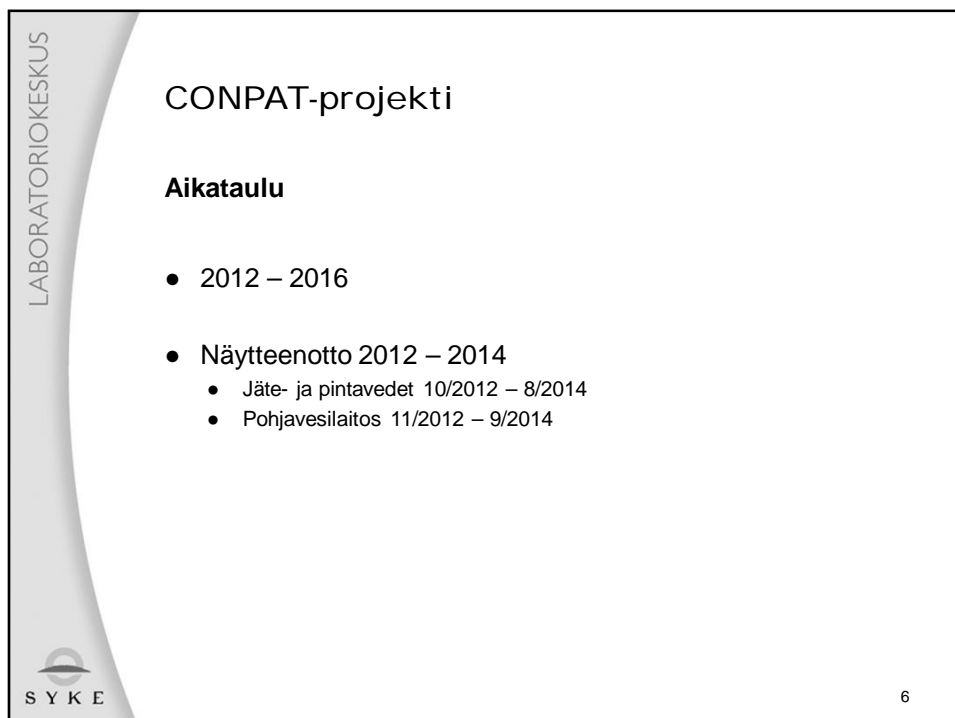 LABORATORIOKESKUS
CONPAT-projekti
Aikataulu
● 2012 – 2016
● Näytteenotto 2012 – 2014
● Jäte- ja pintavedet 10/2012 – 8/2014
● Pohjavesilaitos 11/2012 – 9/2014
SYKE
6